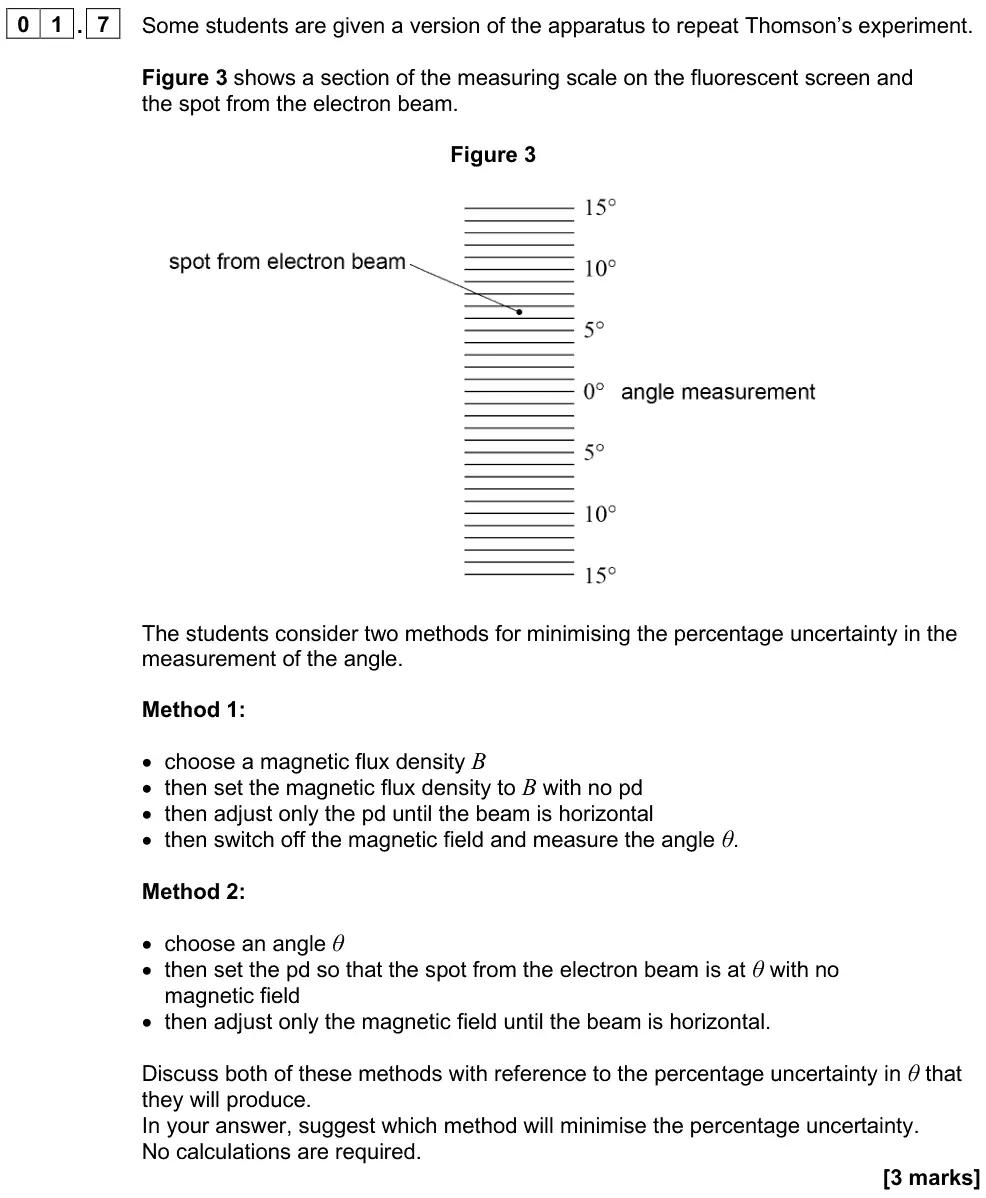 01.7 Some students are given a version of the apparatus to repeat Thomson's experiment.
Figure 3 shows a section of the measuring scale on the fluorescent screen and
the spot from the electron beam.
Figure 3
15°
spot from electron beam
10°
5°
0° angle measurement
5°
10°
15°
The students consider two methods for minimising the percentage uncertainty in the
measurement of the angle.
Method 1:
• choose a magnetic flux density B
• then set the magnetic flux density to B with no pd
• then adjust only the pd until the beam is horizontal
• then switch off the magnetic field and measure the angle θ.
Method 2:
• choose an angle θ
• then set the pd so that the spot from the electron beam is at θ with no
magnetic field
• then adjust only the magnetic field until the beam is horizontal.
Discuss both of these methods with reference to the percentage uncertainty in θ that
they will produce.
In your answer, suggest which method will minimise the percentage uncertainty.
No calculations are required.
[3 marks]